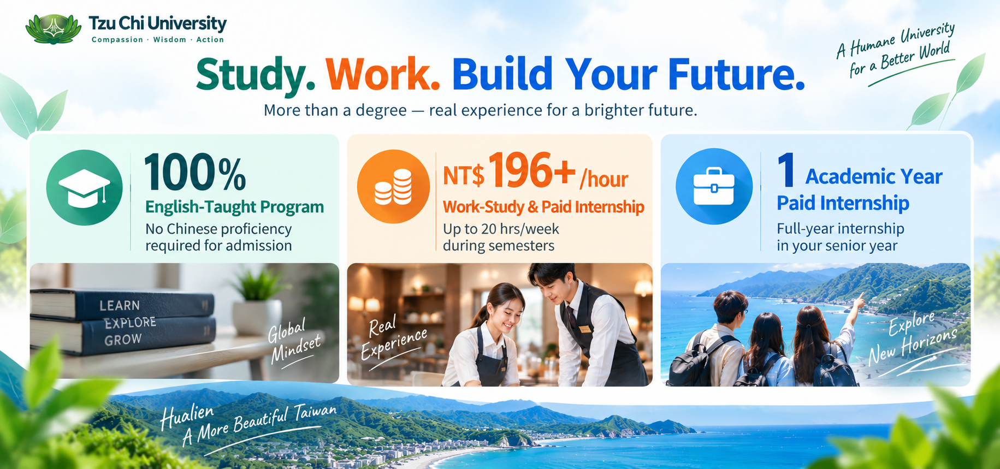 Tzu Chi University
Compassion · Wisdom · Action
A Humane University
for a Better World
Study. Work. Build Your Future.
More than a degree — real experience for a brighter future.
100%
English-Taught Program
No Chinese proficiency
required for admission
LEARN
EXPLORE
GROW
Global
Mindset
NT$ 196+ /hour
Work-Study & Paid Internship
Up to 20 hrs/week
during semesters
Real
Experience
1 Academic Year
Paid Internship
Full-year internship
in your senior year
Explore
New Horizons
Hualien
A More Beautiful Taiwan